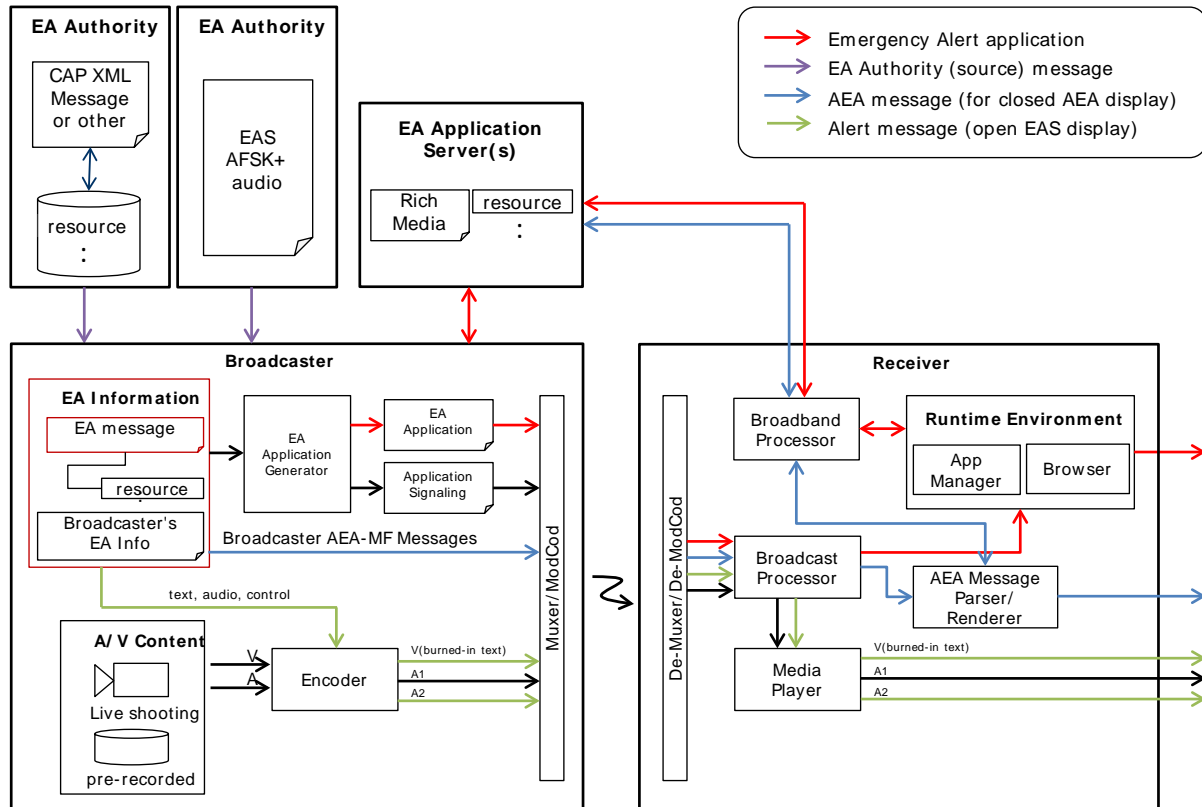 EA Authority
CAP XML
Message
or other
resource
:
EA Authority
EAS
AFSK+
audio
EA Application
Server(s)
Rich
Media
resource
:
Emergency Alert application
EA Authority (source) message
AEA message (for closed AEA display)
Alert message (open EAS display)
Broadcaster
EA Information
EA message
resource
Broadcaster's
EA Info
EA
Application
Generator
EA
Application
Application
Signaling
Broadcaster AEA-MF Messages
text, audio, control
A/V Content
Live shooting
pre-recorded
V
A
Encoder
V(burned-in text)
A1
A2
Muxer/ModCod
Receiver
De-Muxer/De-ModCod
Broadband
Processor
Runtime Environment
App
Manager
Browser
Broadcast
Processor
AEA Message
Parser/
Renderer
Media
Player
V(burned-in text)
A1
A2